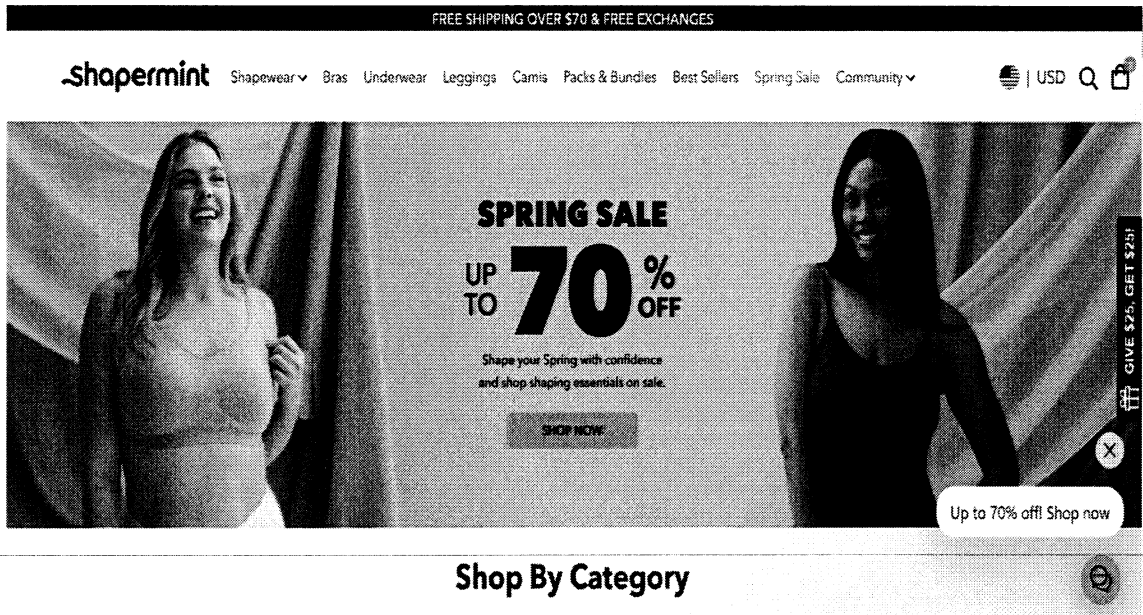 FREE SHIPPING OVER $70 & FREE EXCHANGES
shapermint Shapewear Bras Underwear Leggings Camis Packs & Bundles Best Sellers Spring Sale Community | USD
SPRING SALE
UP TO 70% OFF
Shape your Spring with confidence
and shop shaping essentials on sale.
SHOP NOW
GIVE $25, GET $25!
X
Up to 70% off! Shop now
Shop By Category